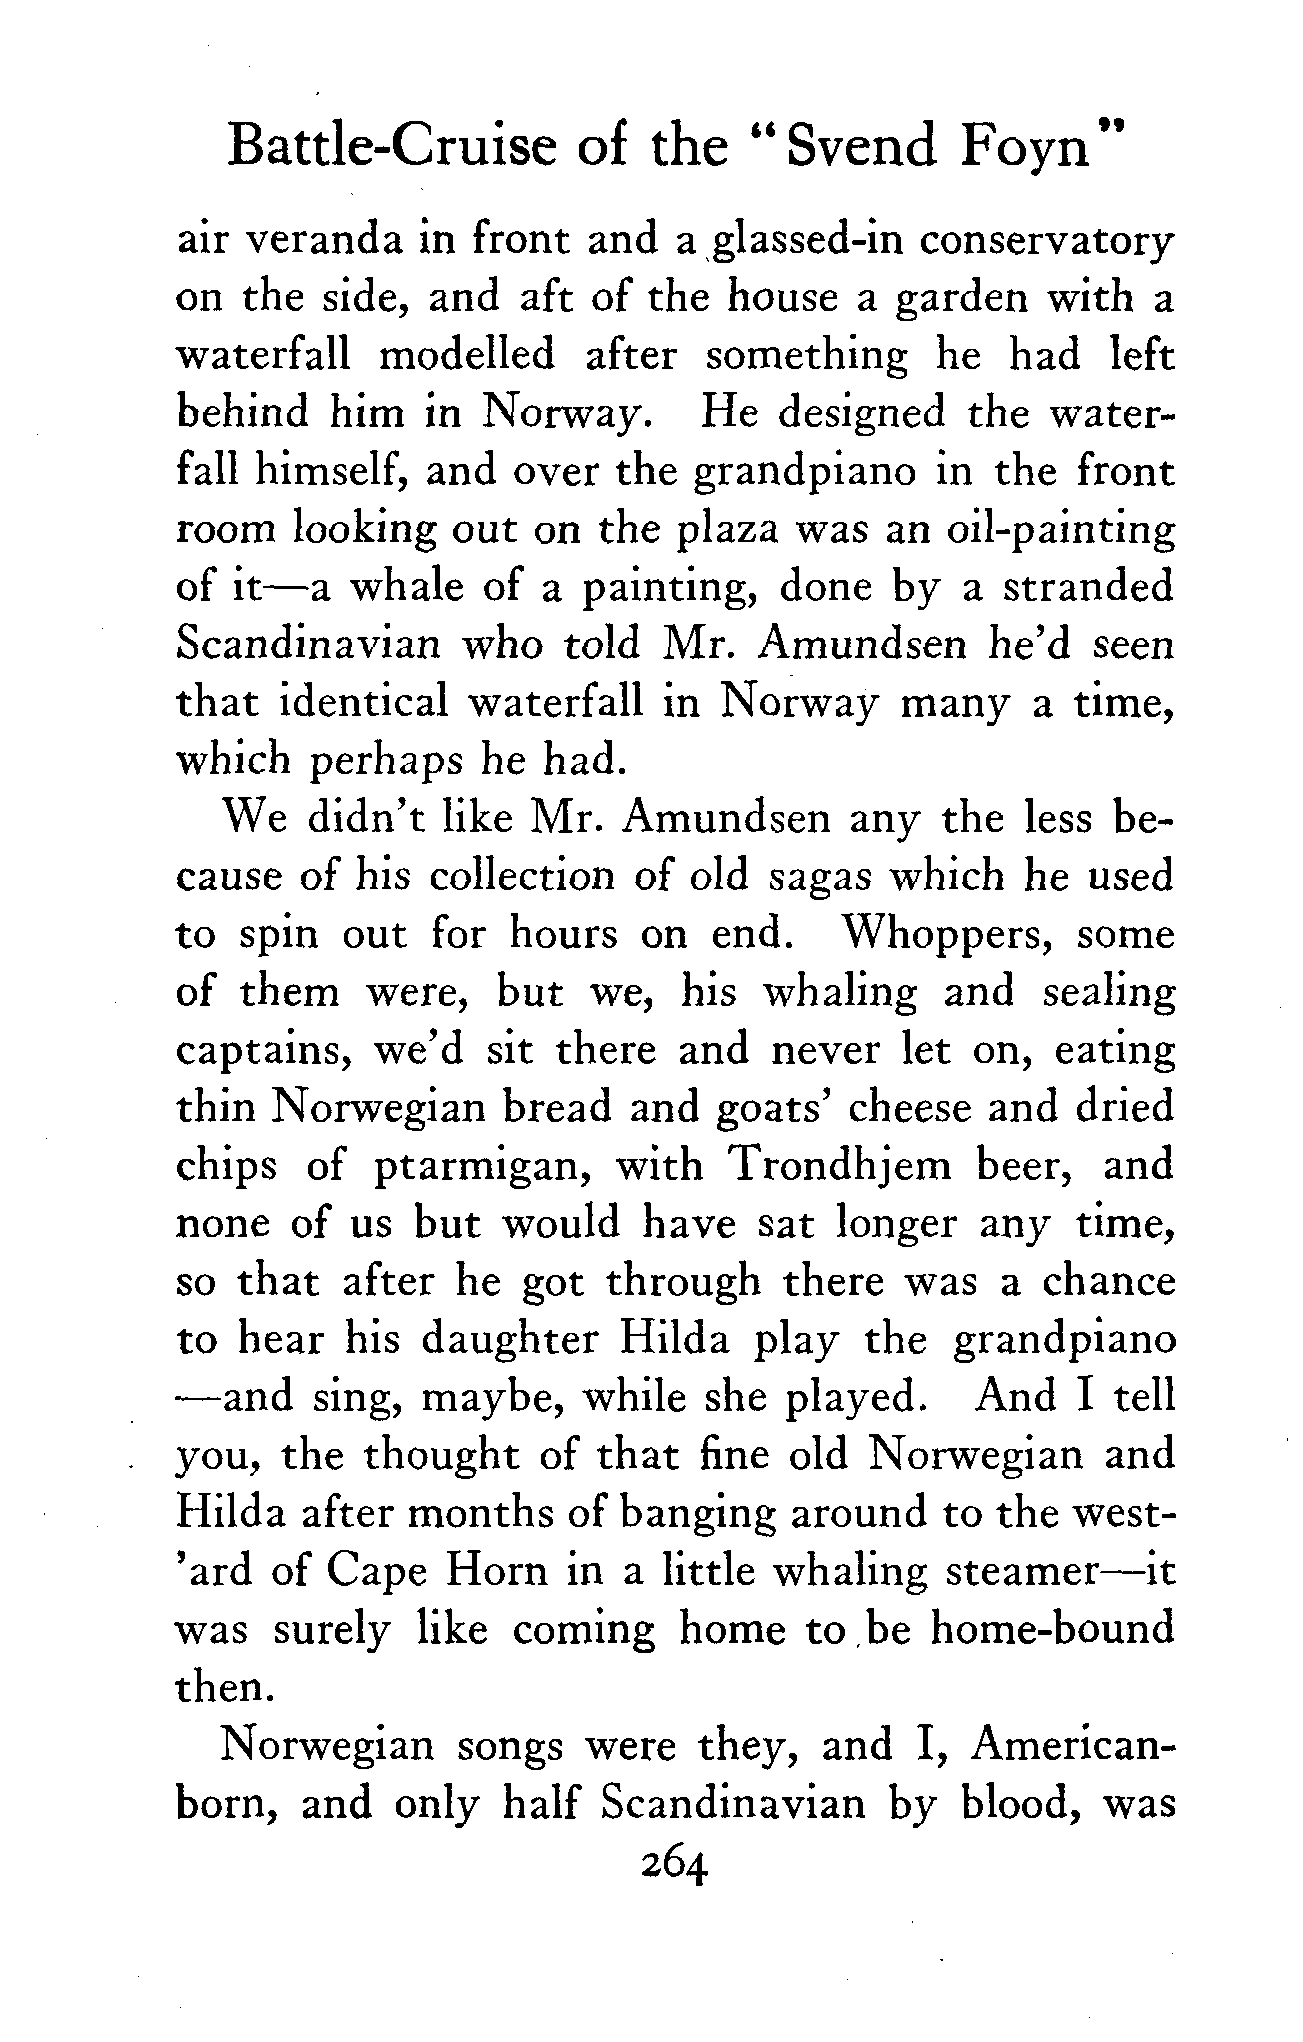 Battle-Cruise of the "Svend Foyn"
air veranda in front and a glassed-in conservatory
on the side, and aft of the house a garden with a
waterfall modelled after something he had left
behind him in Norway. He designed the water-
fall himself, and over the grandpiano in the front
room looking out on the plaza was an oil-painting
of it—a whale of a painting, done by a stranded
Scandinavian who told Mr. Amundsen he'd seen
that identical waterfall in Norway many a time,
which perhaps he had.
We didn't like Mr. Amundsen any the less be-
cause of his collection of old sagas which he used
to spin out for hours on end. Whoppers, some
of them were, but we, his whaling and sealing
captains, we'd sit there and never let on, eating
thin Norwegian bread and goats' cheese and dried
chips of ptarmigan, with Trondhjem beer, and
none of us but would have sat longer any time,
so that after he got through there was a chance
to hear his daughter Hilda play the grandpiano
—and sing, maybe, while she played. And I tell
you, the thought of that fine old Norwegian and
Hilda after months of banging around to the west-
'ard of Cape Horn in a little whaling steamer—it
was surely like coming home to be home-bound
then.
Norwegian songs were they, and I, American-
born, and only half Scandinavian by blood, was
264